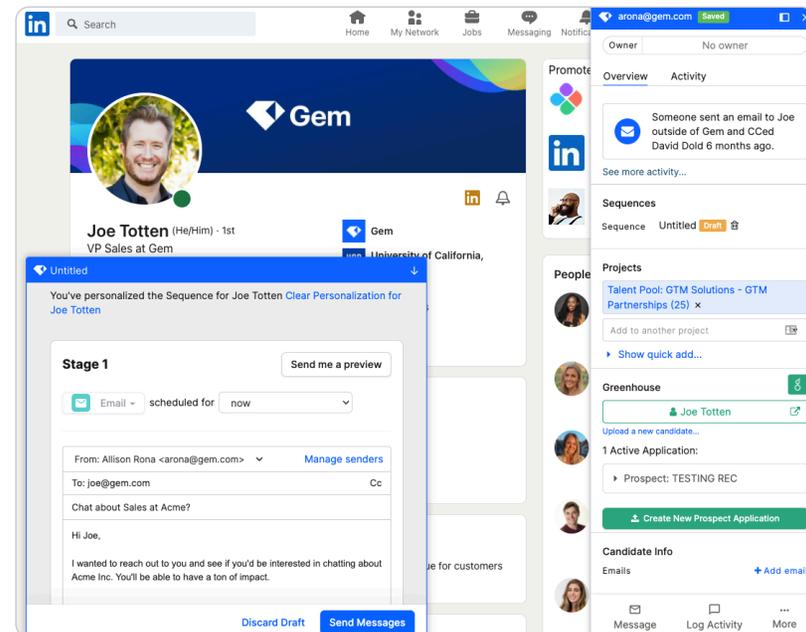 in
Search
Home
My Network
Jobs
Messaging
arona@gem.com Saved
Owner No owner
Overview Activity
Someone sent an email to Joe
outside of Gem and CCed
David Dold 6 months ago.
See more activity...
Sequences
Sequence Untitled Draft
Projects
Talent Pool: GTM Solutions - GTM
Partnerships (25) ×
Add to another project
Show quick add...
Greenhouse
Joe Totten
Upload a new candidate...
1 Active Application:
Prospect: TESTING REC
Create New Prospect Application
Candidate Info
Emails + Add email
Message Log Activity More
Gem
in
Joe Totten (He/Him) · 1st
VP Sales at Gem
Gem
University of California,
in
People
ue for customers
Untitled
You've personalized the Sequence for Joe Totten Clear Personalization for
Joe Totten
Stage 1 Send me a preview
Email scheduled for now
From: Allison Rona <arona@gem.com> Manage senders
To: joe@gem.com Cc
Chat about Sales at Acme?
Hi Joe,
I wanted to reach out to you and see if you'd be interested in chatting about
Acme Inc. You'll be able to have a ton of impact.
Discard Draft Send Messages